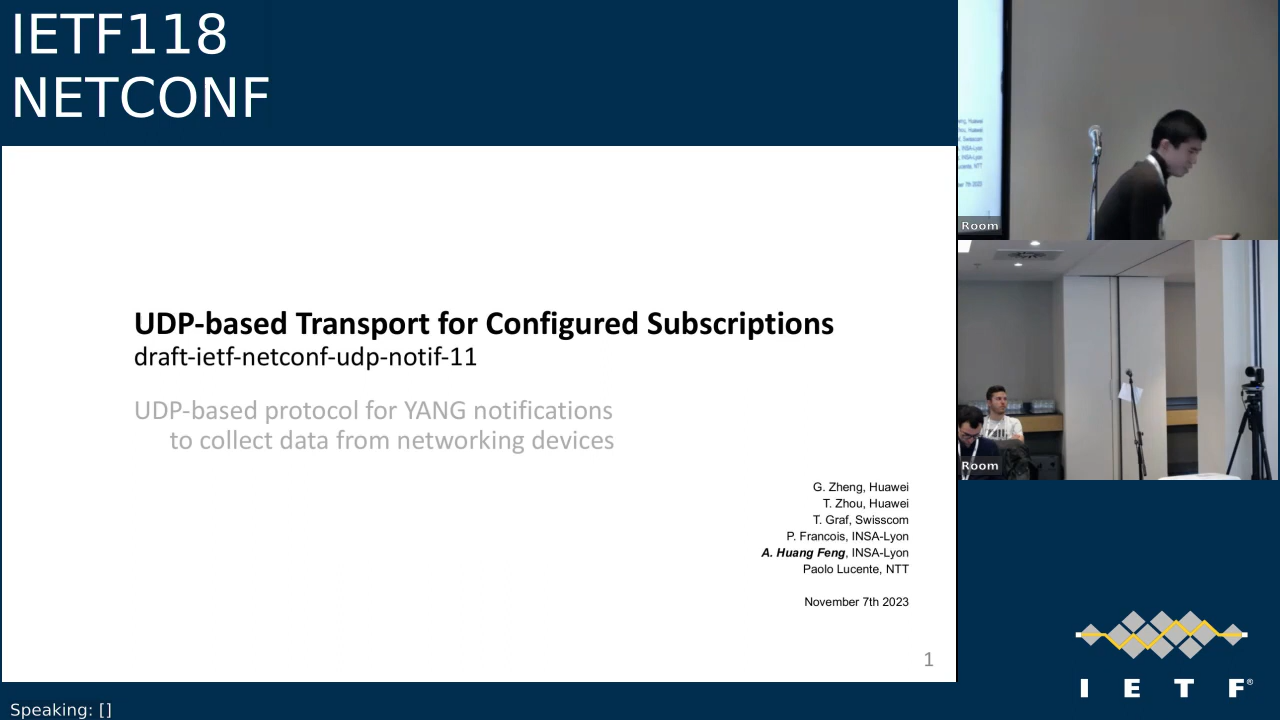 IETF118
NETCONF
UDP-based Transport for Configured Subscriptions
draft-ietf-netconf-udp-notif-11
UDP-based protocol for YANG notifications
to collect data from networking devices
G. Zheng, Huawei
T. Zhou, Huawei
T. Graf, Swisscom
P. Francois, INSA-Lyon
A. Huang Feng, INSA-Lyon
Paolo Lucente, NTT
November 7th 2023
1
Room
Room
I E T F®
Speaking: []